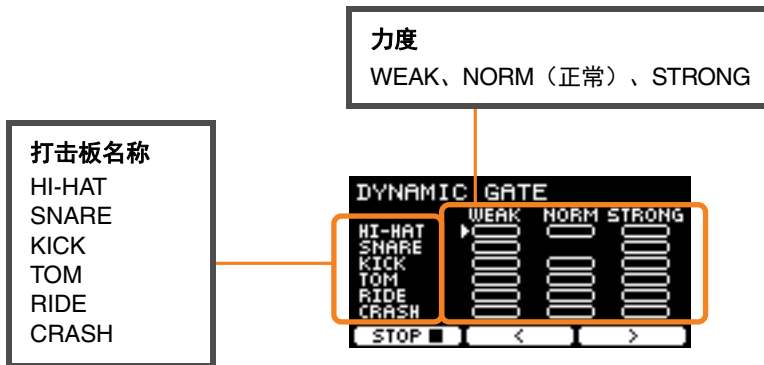 力度
WEAK、NORM（正常）、STRONG
打击板名称
HI-HAT
SNARE
KICK
TOM
RIDE
CRASH
DYNAMIC GATE
WEAK NORM STRONG
HI-HAT
SNARE
KICK
TOM
RIDE
CRASH
STOP ■ < >